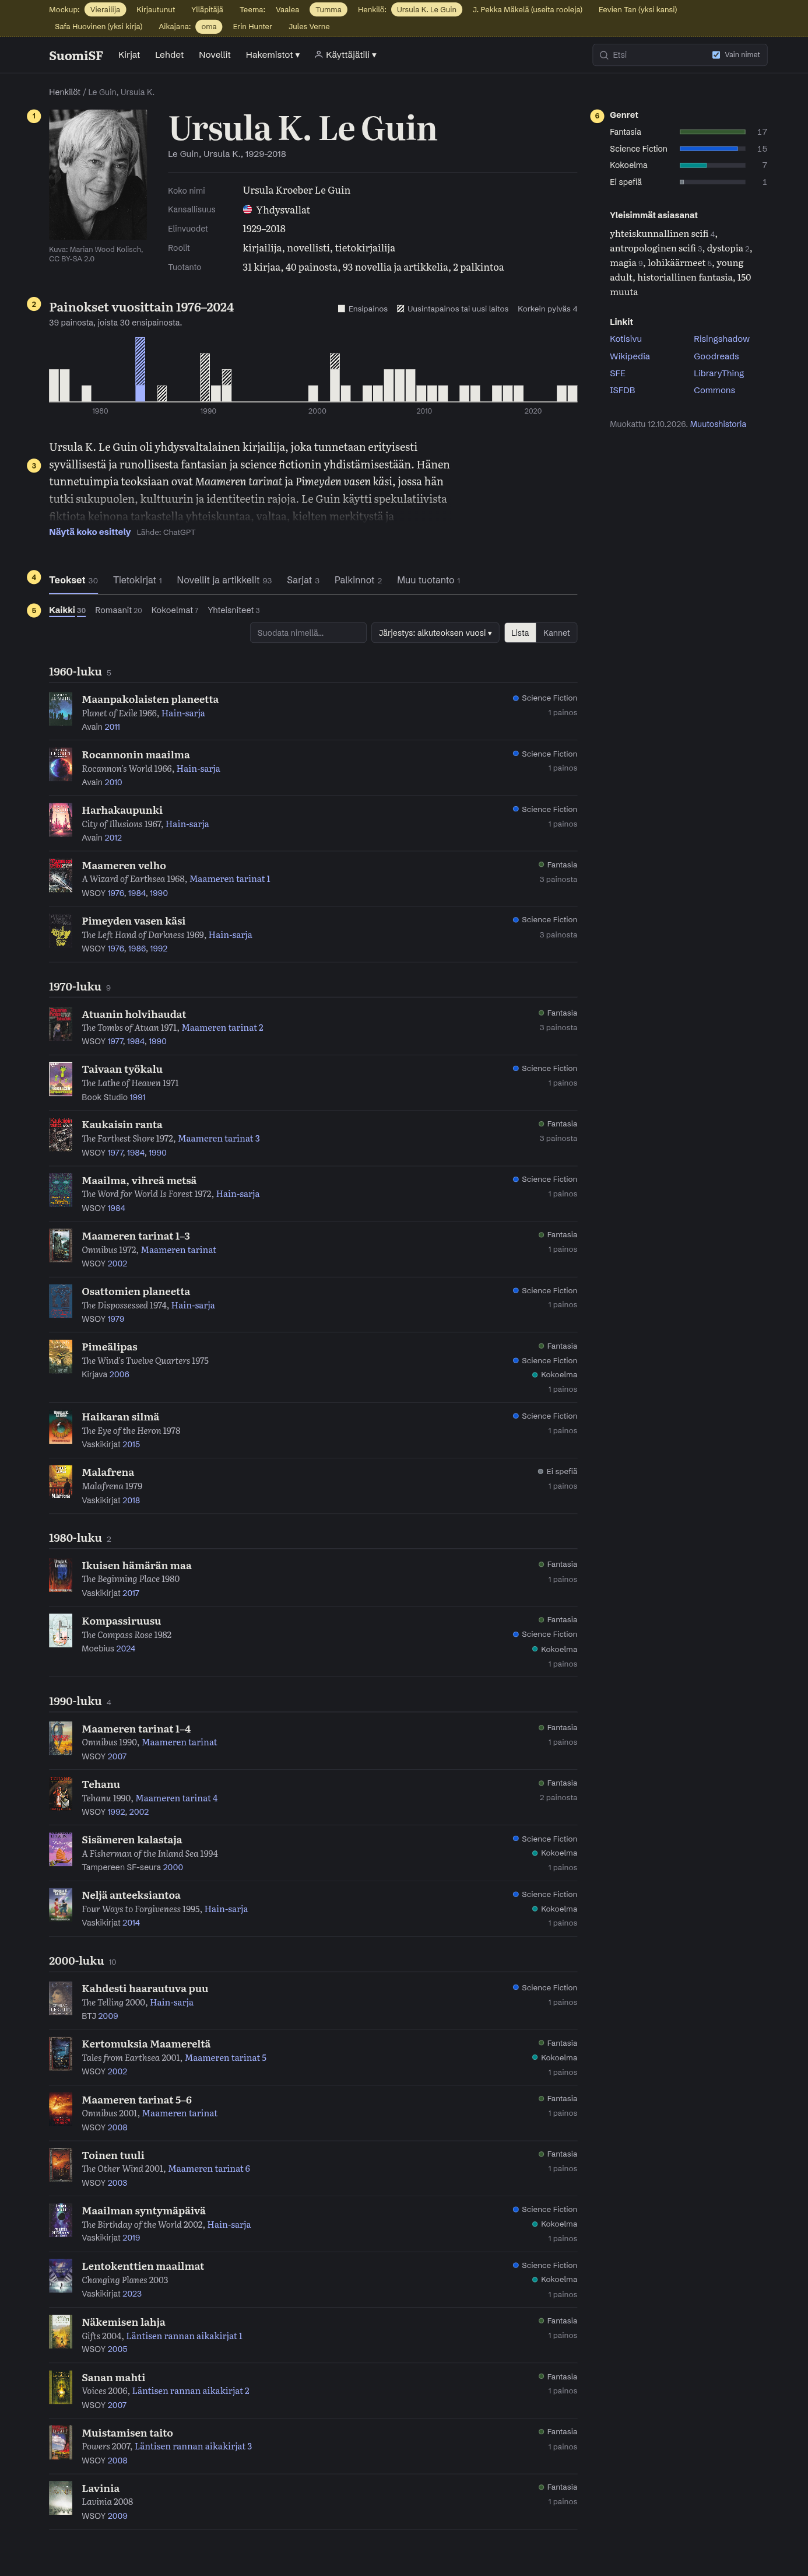 Mockup: Vierailija Kirjautunut Ylläpitäjä Teema: Vaalea Tumma Henkilö: Ursula K. Le Guin J. Pekka Mäkelä (useita rooleja) Eevien Tan (yksi kansi)
Safa Huovinen (yksi kirja) Aikajana: oma Erin Hunter Jules Verne
SuomiSF Kirjat Lehdet Novellit Hakemistot ▾ Käyttäjätili ▾ Etsi Vain nimet
Henkilöt / Le Guin, Ursula K.
1
Ursula K. Le Guin
Le Guin, Ursula K., 1929-2018
Koko nimi Ursula Kroeber Le Guin
Kansallisuus Yhdysvallat
Elinvuodet 1929–2018
Roolit kirjailija, novellisti, tietokirjailija
Tuotanto 31 kirjaa, 40 painosta, 93 novellia ja artikkelia, 2 palkintoa
Kuva: Marian Wood Kolisch,
CC BY-SA 2.0
6 Genret
Fantasia 17
Science Fiction 15
Kokoelma 7
Ei spefiä 1
Yleisimmät asiasanat
yhteiskunnallinen scifi 4,
antropologinen scifi 3, dystopia 2,
magia 9, lohikäärmeet 5, young
adult, historiallinen fantasia, 150
muuta
Linkit
Kotisivu Risingshadow
Wikipedia Goodreads
SFE LibraryThing
ISFDB Commons
Muokattu 12.10.2026. Muutoshistoria
2 Painokset vuosittain 1976–2024
Ensipainos Uusintapainos tai uusi laitos Korkein pylväs 4
39 painosta, joista 30 ensipainosta.
1980 1990 2000 2010 2020
3
Ursula K. Le Guin oli yhdysvaltalainen kirjailija, joka tunnetaan erityisesti
syvällisestä ja runollisesta fantasian ja science fictionin yhdistämisestään. Hänen
tunnetuimpia teoksiaan ovat Maameren tarinat ja Pimeyden vasen käsi, jossa hän
tutki sukupuolen, kulttuurin ja identiteetin rajoja. Le Guin käytti spekulatiivista
fiktiota keinona tarkastella yhteiskuntaa, valtaa, kielten merkitystä ja
Näytä koko esittely Lähde: ChatGPT
4 Teokset 30 Tietokirjat 1 Novellit ja artikkelit 93 Sarjat 3 Palkinnot 2 Muu tuotanto 1
5 Kaikki 30 Romaanit 20 Kokoelmat 7 Yhteisniteet 3
Suodata nimellä... Järjestys: alkuteoksen vuosi ▾ Lista Kannet
1960-luku 5
Maanpakolaisten planeetta Science Fiction
Planet of Exile 1966, Hain-sarja 1 painos
Avain 2011
Rocannonin maailma Science Fiction
Rocannon's World 1966, Hain-sarja 1 painos
Avain 2010
Harhakaupunki Science Fiction
City of Illusions 1967, Hain-sarja 1 painos
Avain 2012
Maameren velho Fantasia
A Wizard of Earthsea 1968, Maameren tarinat 1 3 painosta
WSOY 1976, 1984, 1990
Pimeyden vasen käsi Science Fiction
The Left Hand of Darkness 1969, Hain-sarja 3 painosta
WSOY 1976, 1986, 1992
1970-luku 9
Atuanin holvihaudat Fantasia
The Tombs of Atuan 1971, Maameren tarinat 2 3 painosta
WSOY 1977, 1984, 1990
Taivaan työkalu Science Fiction
The Lathe of Heaven 1971 1 painos
Book Studio 1991
Kaukaisin ranta Fantasia
The Farthest Shore 1972, Maameren tarinat 3 3 painosta
WSOY 1977, 1984, 1990
Maailma, vihreä metsä Science Fiction
The Word for World Is Forest 1972, Hain-sarja 1 painos
WSOY 1984
Maameren tarinat 1–3 Fantasia
Omnibus 1972, Maameren tarinat 1 painos
WSOY 2002
Osattomien planeetta Science Fiction
The Dispossessed 1974, Hain-sarja 1 painos
WSOY 1979
Pimeälipas Fantasia
The Wind's Twelve Quarters 1975 Science Fiction
Kirjava 2006 Kokoelma
1 painos
Haikaran silmä Science Fiction
The Eye of the Heron 1978 1 painos
Vaskikirjat 2015
Malafrena Ei spefiä
Malafrena 1979 1 painos
Vaskikirjat 2018
1980-luku 2
Ikuisen hämärän maa Fantasia
The Beginning Place 1980 1 painos
Vaskikirjat 2017
Kompassiruusu Fantasia
The Compass Rose 1982 Science Fiction
Moebius 2024 Kokoelma
1 painos
1990-luku 4
Maameren tarinat 1–4 Fantasia
Omnibus 1990, Maameren tarinat 1 painos
WSOY 2007
Tehanu Fantasia
Tehanu 1990, Maameren tarinat 4 2 painosta
WSOY 1992, 2002
Sisämeren kalastaja Science Fiction
A Fisherman of the Inland Sea 1994 Kokoelma
Tampereen SF-seura 2000 1 painos
Neljä anteeksiantoa Science Fiction
Four Ways to Forgiveness 1995, Hain-sarja Kokoelma
Vaskikirjat 2014 1 painos
2000-luku 10
Kahdesti haarautuva puu Science Fiction
The Telling 2000, Hain-sarja 1 painos
BTJ 2009
Kertomuksia Maamereltä Fantasia
Tales from Earthsea 2001, Maameren tarinat 5 Kokoelma
WSOY 2002 1 painos
Maameren tarinat 5–6 Fantasia
Omnibus 2001, Maameren tarinat 1 painos
WSOY 2008
Toinen tuuli Fantasia
The Other Wind 2001, Maameren tarinat 6 1 painos
WSOY 2003
Maailman syntymäpäivä Science Fiction
The Birthday of the World 2002, Hain-sarja Kokoelma
Vaskikirjat 2019 1 painos
Lentokenttien maailmat Science Fiction
Changing Planes 2003 Kokoelma
Vaskikirjat 2023 1 painos
Näkemisen lahja Fantasia
Gifts 2004, Läntisen rannan aikakirjat 1 1 painos
WSOY 2005
Sanan mahti Fantasia
Voices 2006, Läntisen rannan aikakirjat 2 1 painos
WSOY 2007
Muistamisen taito Fantasia
Powers 2007, Läntisen rannan aikakirjat 3 1 painos
WSOY 2008
Lavinia Fantasia
Lavinia 2008 1 painos
WSOY 2009